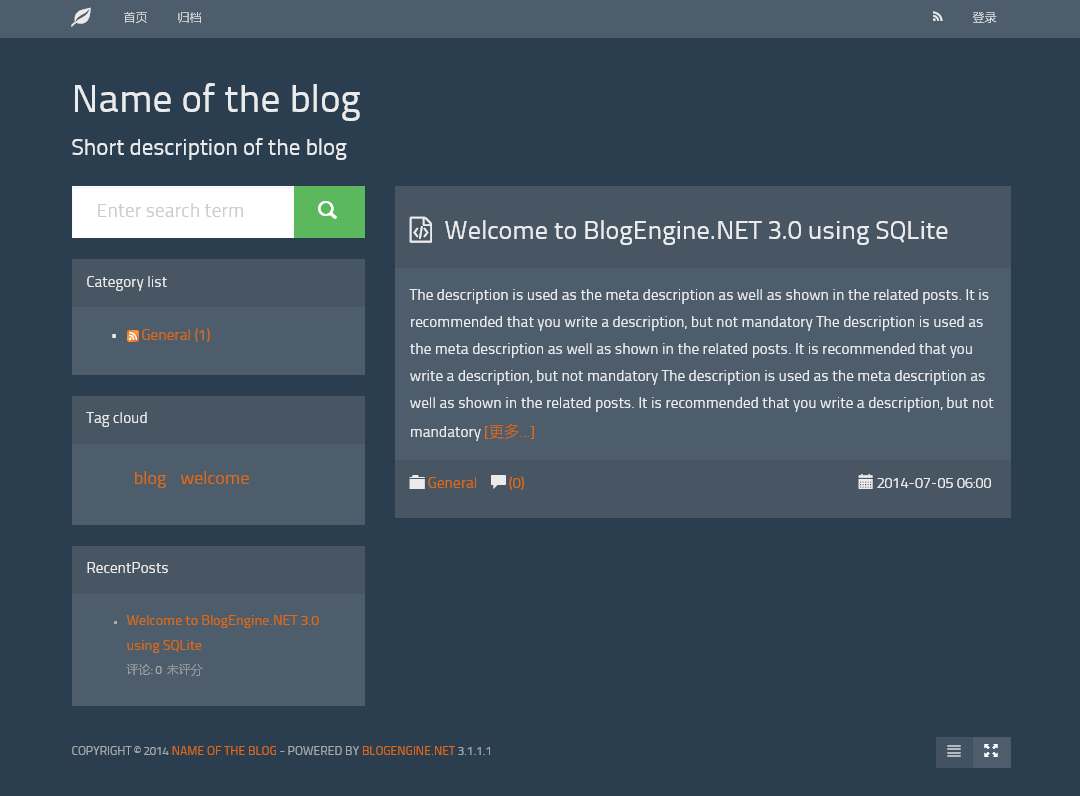 首页 归档 登录
Name of the blog
Short description of the blog
Enter search term
Category list
General (1)
Tag cloud
blog welcome
RecentPosts
Welcome to BlogEngine.NET 3.0
using SQLite
评论: 0 未评分
Welcome to BlogEngine.NET 3.0 using SQLite
The description is used as the meta description as well as shown in the related posts. It is
recommended that you write a description, but not mandatory The description is used as
the meta description as well as shown in the related posts. It is recommended that you
write a description, but not mandatory The description is used as the meta description as
well as shown in the related posts. It is recommended that you write a description, but not
mandatory [更多...]
General (0) 2014-07-05 06:00
COPYRIGHT © 2014 NAME OF THE BLOG - POWERED BY BLOGENGINE.NET 3.1.1.1